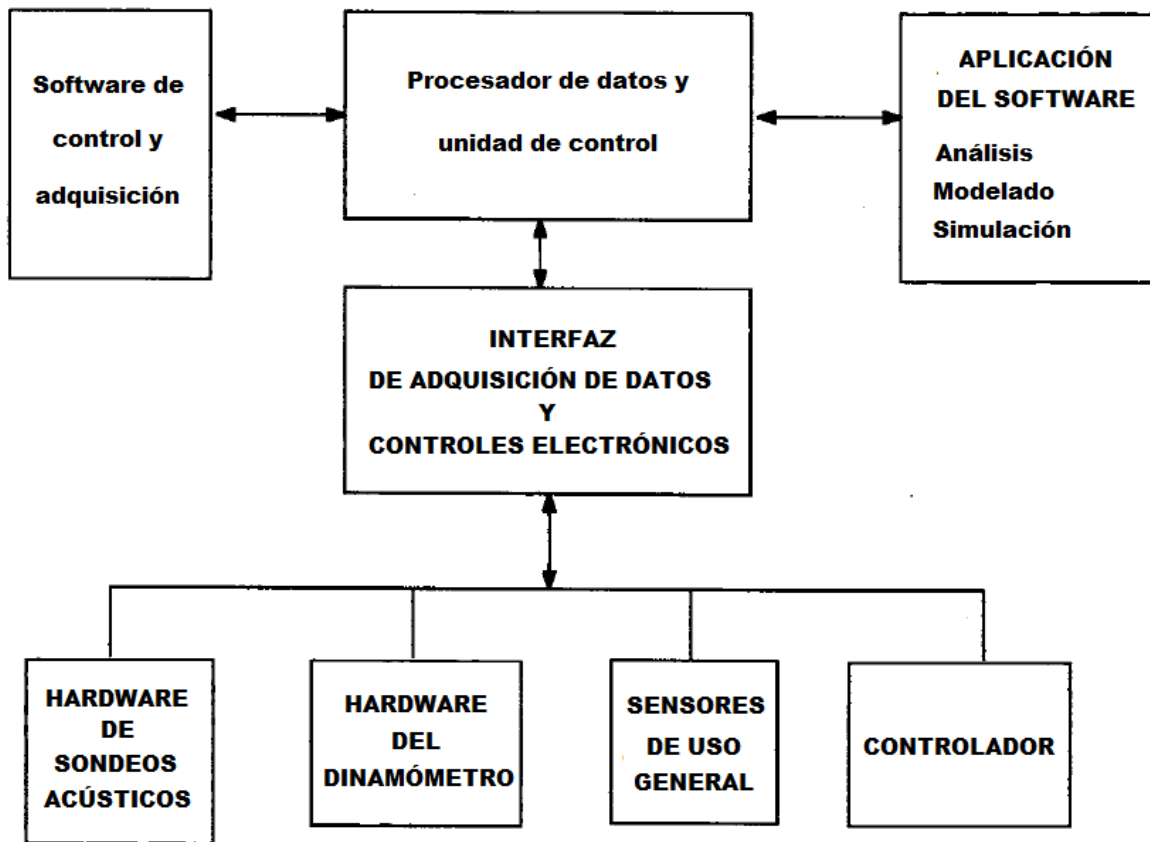 Software de
control y
adquisición
Procesador de datos y
unidad de control
APLICACIÓN
DEL SOFTWARE
Análisis
Modelado
Simulación
INTERFAZ
DE ADQUISICIÓN DE DATOS
Y
CONTROLES ELECTRÓNICOS
HARDWARE
DE
SONDEOS
ACÚSTICOS
HARDWARE
DEL
DINAMÓMETRO
SENSORES
DE USO
GENERAL
CONTROLADOR